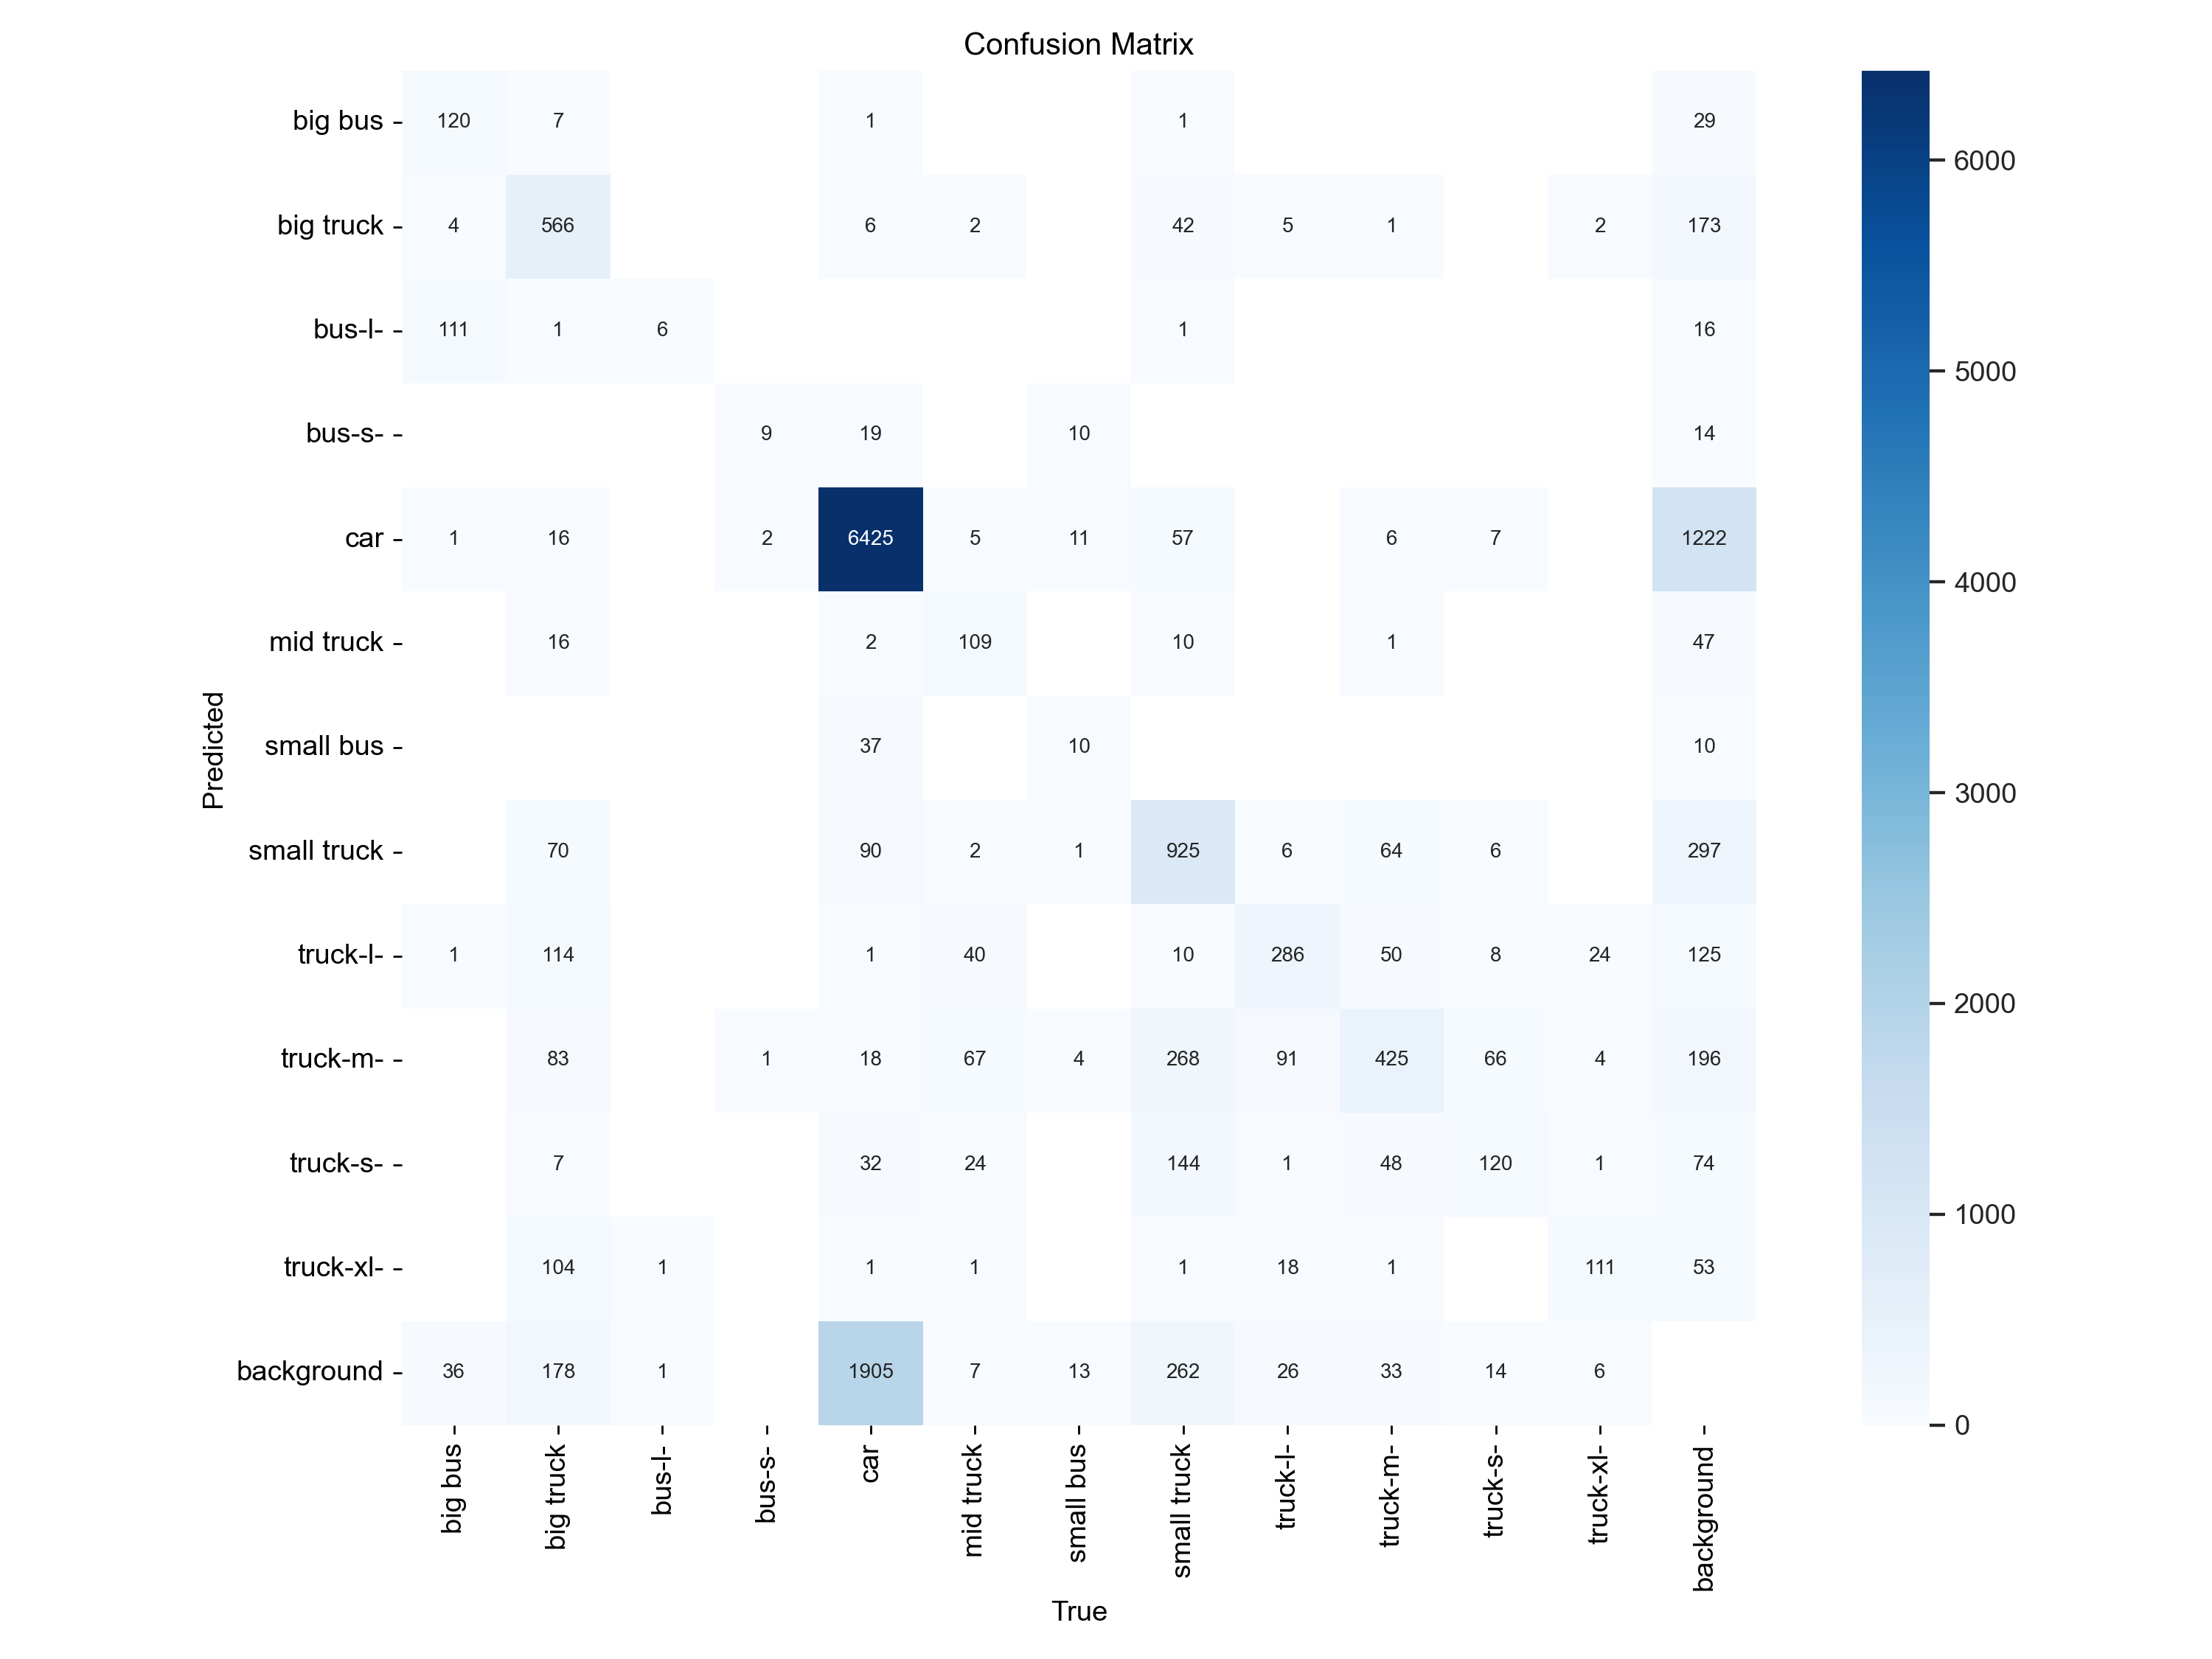 Confusion Matrix
big bus 120 7 1 1 29
big truck 4 566 6 2 42 5 1 2 173
bus-l- 111 1 6 1 16
bus-s- 9 19 10 14
car 1 16 2 6425 5 11 57 6 7 1222
mid truck 16 2 109 10 1 47
small bus 37 10 10
small truck 70 90 2 1 925 6 64 6 297
truck-l- 1 114 1 40 10 286 50 8 24 125
truck-m- 83 1 18 67 4 268 91 425 66 4 196
truck-s- 7 32 24 144 1 48 120 1 74
truck-xl- 104 1 1 1 1 18 1 111 53
background 36 178 1 1905 7 13 262 26 33 14 6
Predicted
big bus
big truck
bus-l-
bus-s-
car
mid truck
small bus
small truck
truck-l-
truck-m-
truck-s-
truck-xl-
background
True
6000
5000
4000
3000
2000
1000
0